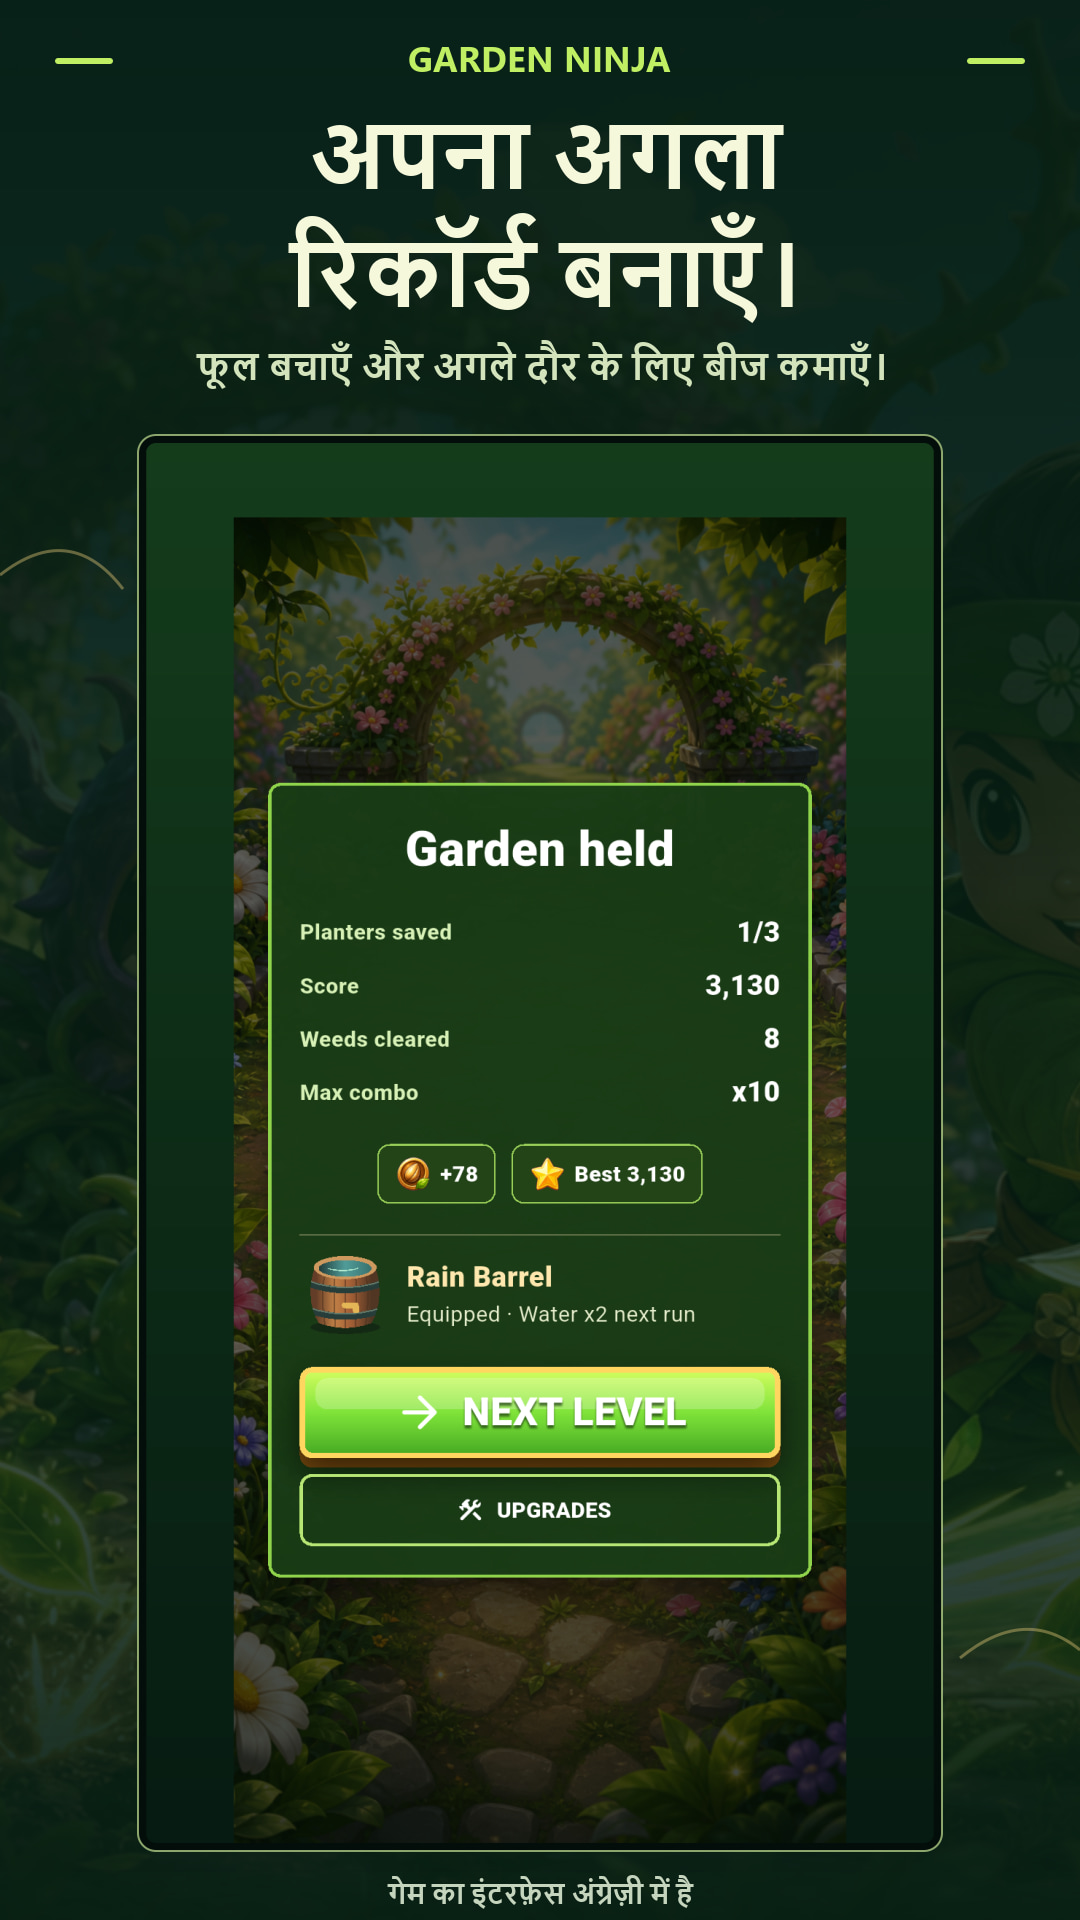 GARDEN NINJA
अपना अगला
रिकॉर्ड बनाएँ।
फूल बचाएँ और अगले दौर के लिए बीज कमाएँ।
Garden held
Planters saved 1/3
Score 3,130
Weeds cleared 8
Max combo x10
+78 Best 3,130
Rain Barrel
Equipped · Water x2 next run
NEXT LEVEL
UPGRADES
गेम का इंटरफ़ेस अंग्रेज़ी में है